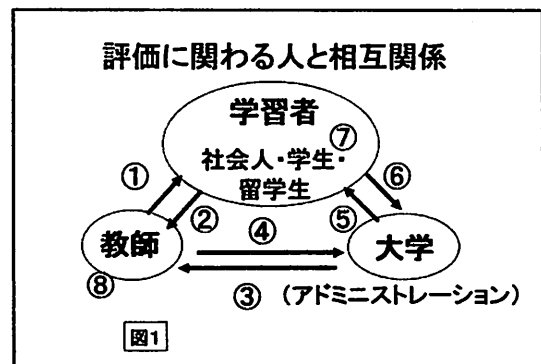 評価に関わる人と相互関係
学習者
⑦
社会人・学生・
留学生
①
②
⑥
⑤
教師
④
大学
⑧
③
(アドミニストレーション)
図1